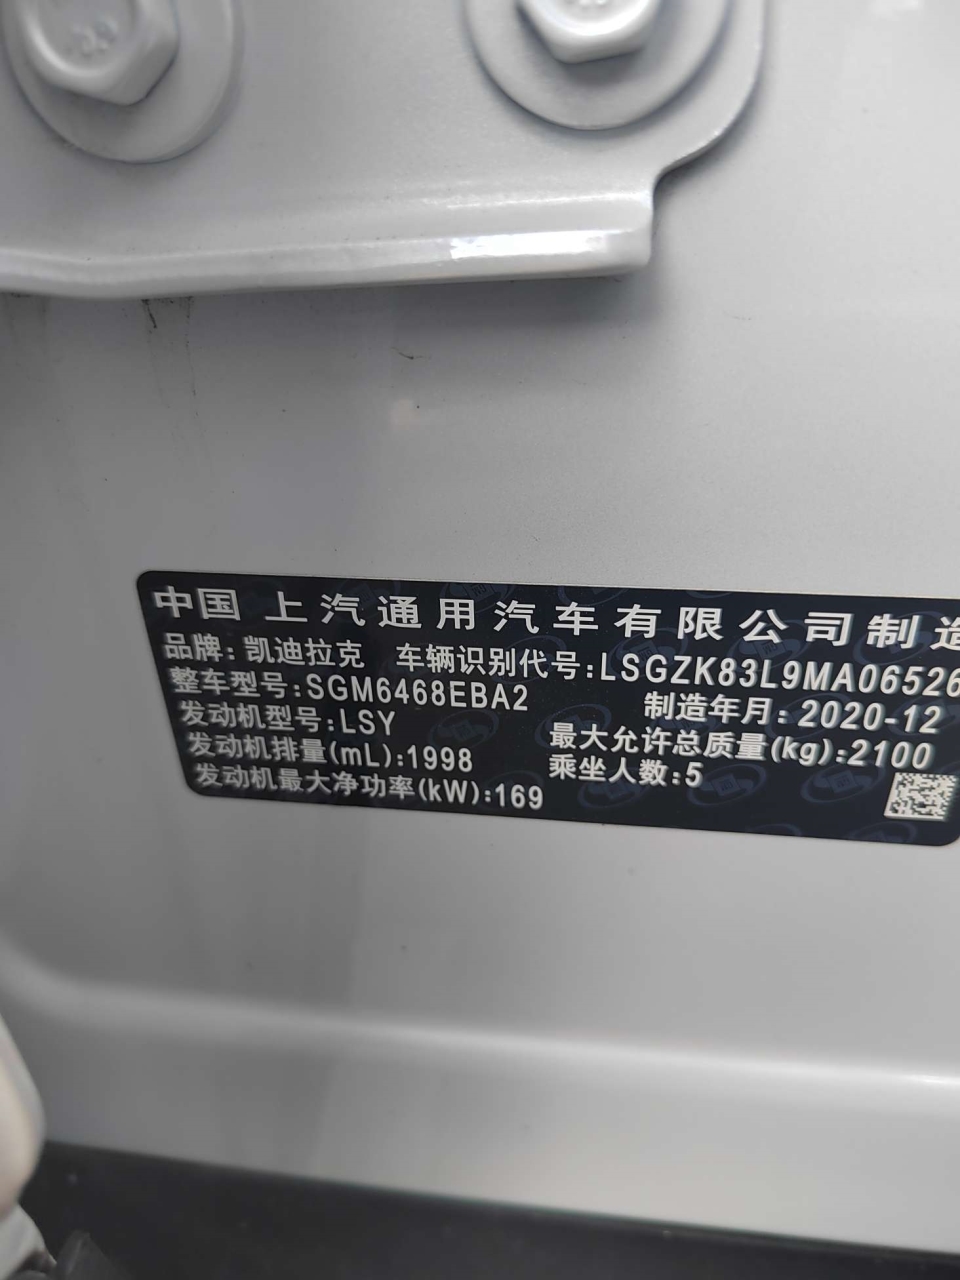 中国 上汽通用汽车有限公司制造
品牌:凯迪拉克 车辆识别代号:LSGZK83L9MA06526
整车型号:SGM6468EBA2 制造年月:2020-12
发动机型号:LSY 最大允许总质量(kg):2100
发动机排量(mL):1998 乘坐人数:5
发动机最大净功率(kW):169